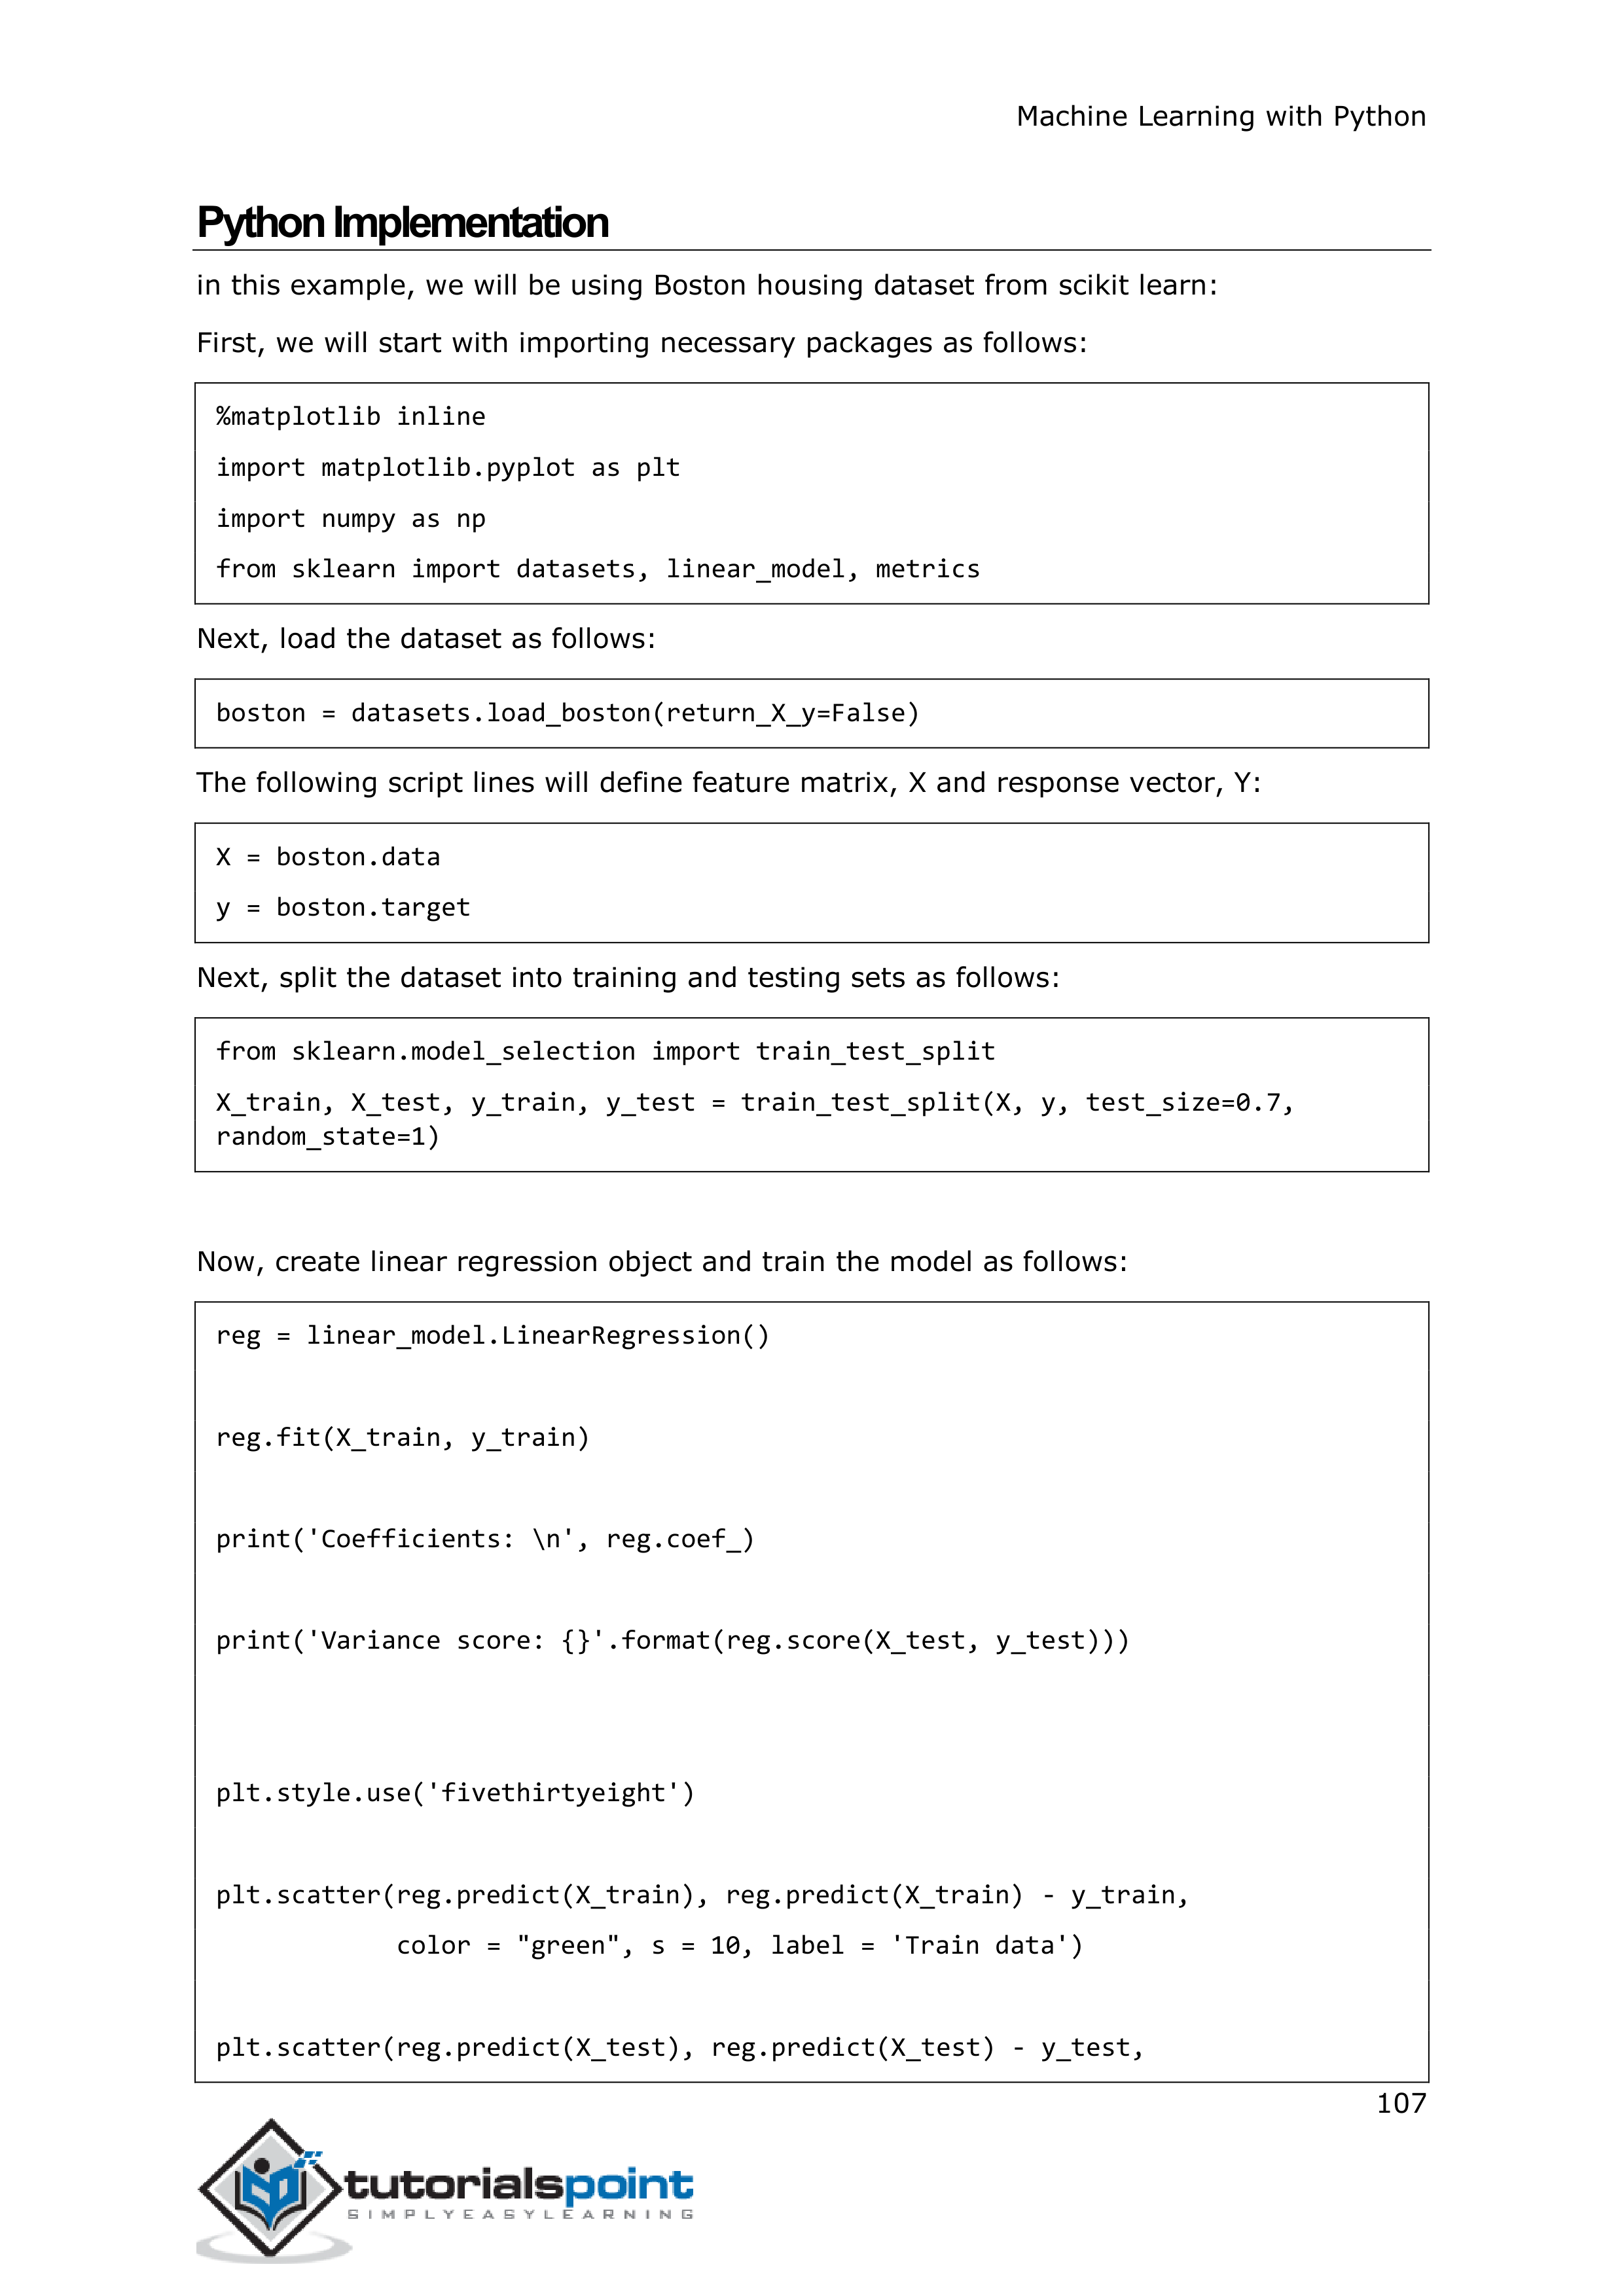 Machine Learning with Python
Python Implementation
in this example, we will be using Boston housing dataset from scikit learn:
First, we will start with importing necessary packages as follows:
%matplotlib inline
import matplotlib.pyplot as plt
import numpy as np
from sklearn import datasets, linear_model, metrics
Next, load the dataset as follows:
boston = datasets.load_boston(return_X_y=False)
The following script lines will define feature matrix, X and response vector, Y:
X = boston.data
y = boston.target
Next, split the dataset into training and testing sets as follows:
from sklearn.model_selection import train_test_split
X_train, X_test, y_train, y_test = train_test_split(X, y, test_size=0.7,
random_state=1)
Now, create linear regression object and train the model as follows:
reg = linear_model.LinearRegression()
reg.fit(X_train, y_train)
print('Coefficients: \n', reg.coef_)
print('Variance score: {}'.format(reg.score(X_test, y_test)))
plt.style.use('fivethirtyeight')
plt.scatter(reg.predict(X_train), reg.predict(X_train) - y_train,
            color = "green", s = 10, label = 'Train data')
plt.scatter(reg.predict(X_test), reg.predict(X_test) - y_test,
107
tutorialspoint
SIMPLYEASYLEARNING